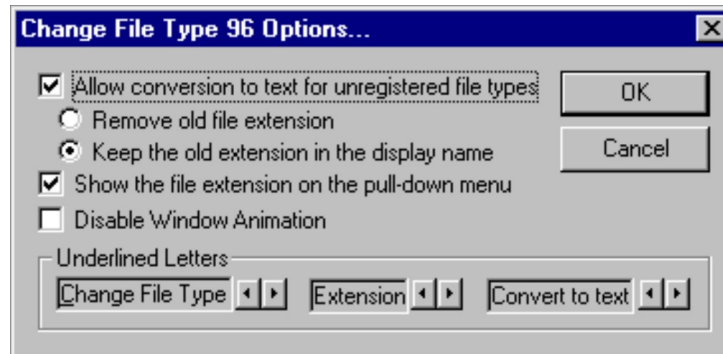 Change File Type 96 Options...
Allow conversion to text for unregistered file types
OK
Remove old file extension
Keep the old extension in the display name
Cancel
Show the file extension on the pull-down menu
Disable Window Animation
Underlined Letters
Change File Type
Extension
Convert to text